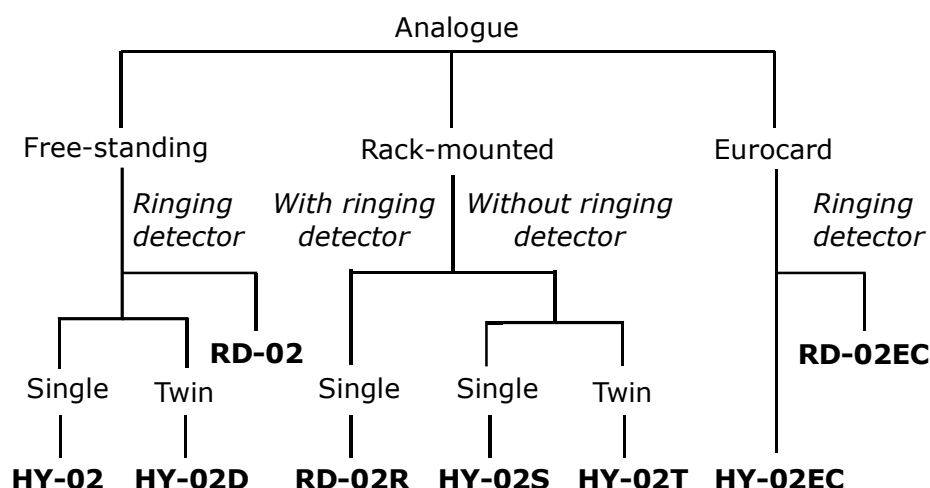 Analogue
Free-standing Rack-mounted Eurocard
Ringing With ringing Without ringing Ringing
detector detector detector detector
RD-02 RD-02EC
Single Twin Single Single Twin
HY-02 HY-02D RD-02R HY-02S HY-02T HY-02EC